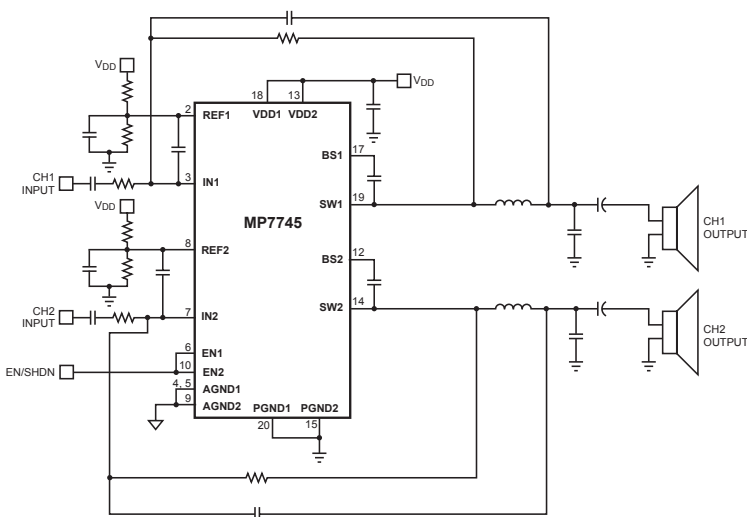 VDD
18
13
VDD
VDD1
VDD2
2
REF1
BS1
17
CH1
INPUT
3
IN1
SW1
19
VDD
MP7745
CH1
OUTPUT
8
REF2
BS2
12
CH2
INPUT
7
IN2
SW2
14
CH2
OUTPUT
6
EN1
EN/SHDN
10
EN2
4, 5
AGND1
9
AGND2
PGND1
PGND2
20
15